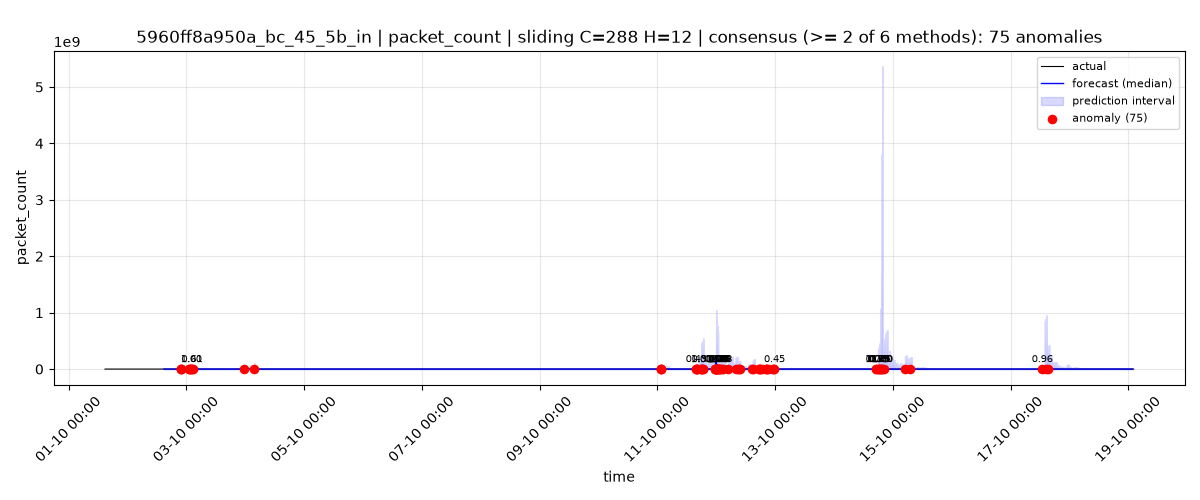 5960ff8a950a_bc_45_5b_in | packet_count | sliding C=288 H=12 | consensus (>= 2 of 6 methods): 75 anomalies
1e9
actual
forecast (median)
prediction interval
anomaly (75)
5
4
3
2
1
0
packet_count
0.45
0.96
01-10 00:00
03-10 00:00
05-10 00:00
07-10 00:00
09-10 00:00
11-10 00:00
13-10 00:00
15-10 00:00
17-10 00:00
19-10 00:00
time